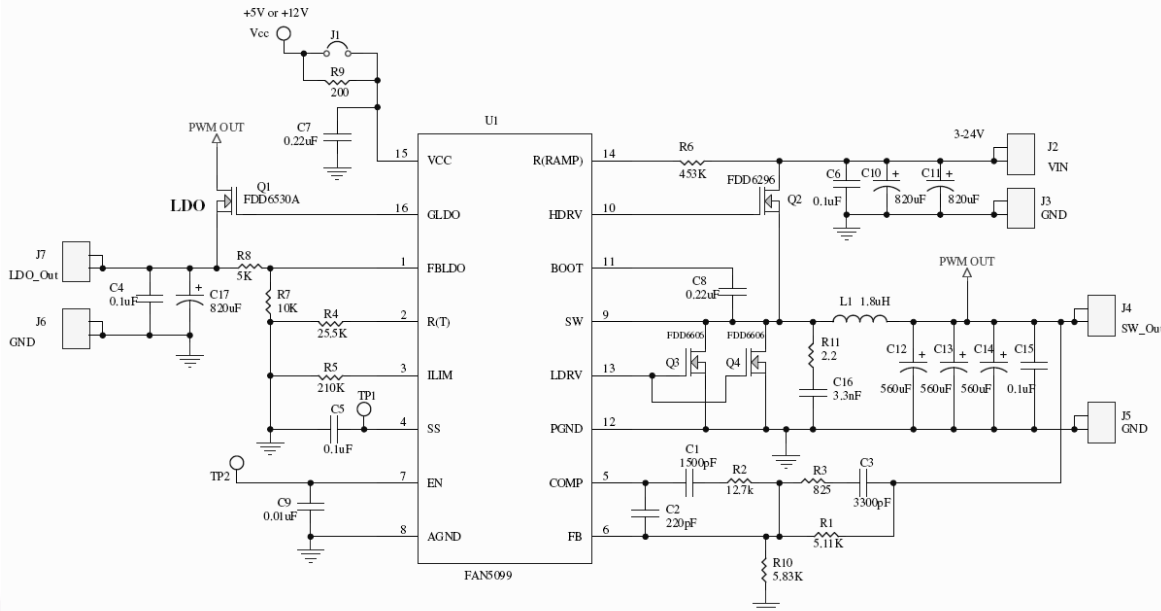 +5V or +12V
Vcc
J1
R9
200
C7
0.22uF
U1
PWM OUT
Q1
FDD6530A
LDO
15 VCC
R(RAMP) 14
R6
453K
3-24V
J2
VIN
FDD6296
Q2
C6
0.1uF
C10
+
820uF
C11
+
820uF
J3
GND
16 GLDO
HDRV 10
J7
LDO_Out
R8
5K
1 FBLDO
BOOT 11
C8
0.22uF
PWM OUT
C4
0.1uF
C17
+
820uF
R7
10K
J6
GND
R4
25.5K
2 R(T)
SW 9
L1 1.8uH
J4
SW_Out
FDD6605
FDD6606
Q3
Q4
R11
2.2
C12
+
560uF
C13
+
560uF
C14
+
560uF
C15
0.1uF
R5
210K
3 ILIM
LDRV 13
C16
3.3nF
TP1
C5
0.1uF
4 SS
PGND 12
J5
GND
TP2
7 EN
COMP 5
C1
1500pF
R2
12.7k
R3
825
C3
3300pF
C9
0.01uF
C2
220pF
8 AGND
FB 6
R1
5.11K
FAN5099
R10
5.83K